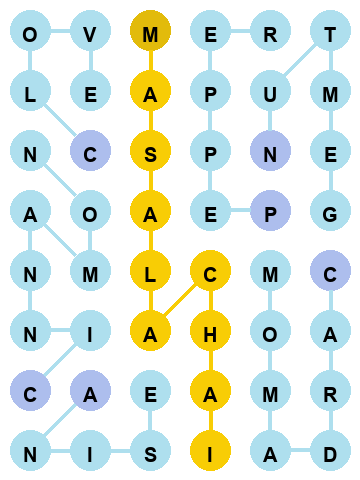 O V M E R T
L E A P U M
N C S P N E
A O A E P G
N M L C M C
N I A H O A
C A E A M R
N I S I A D